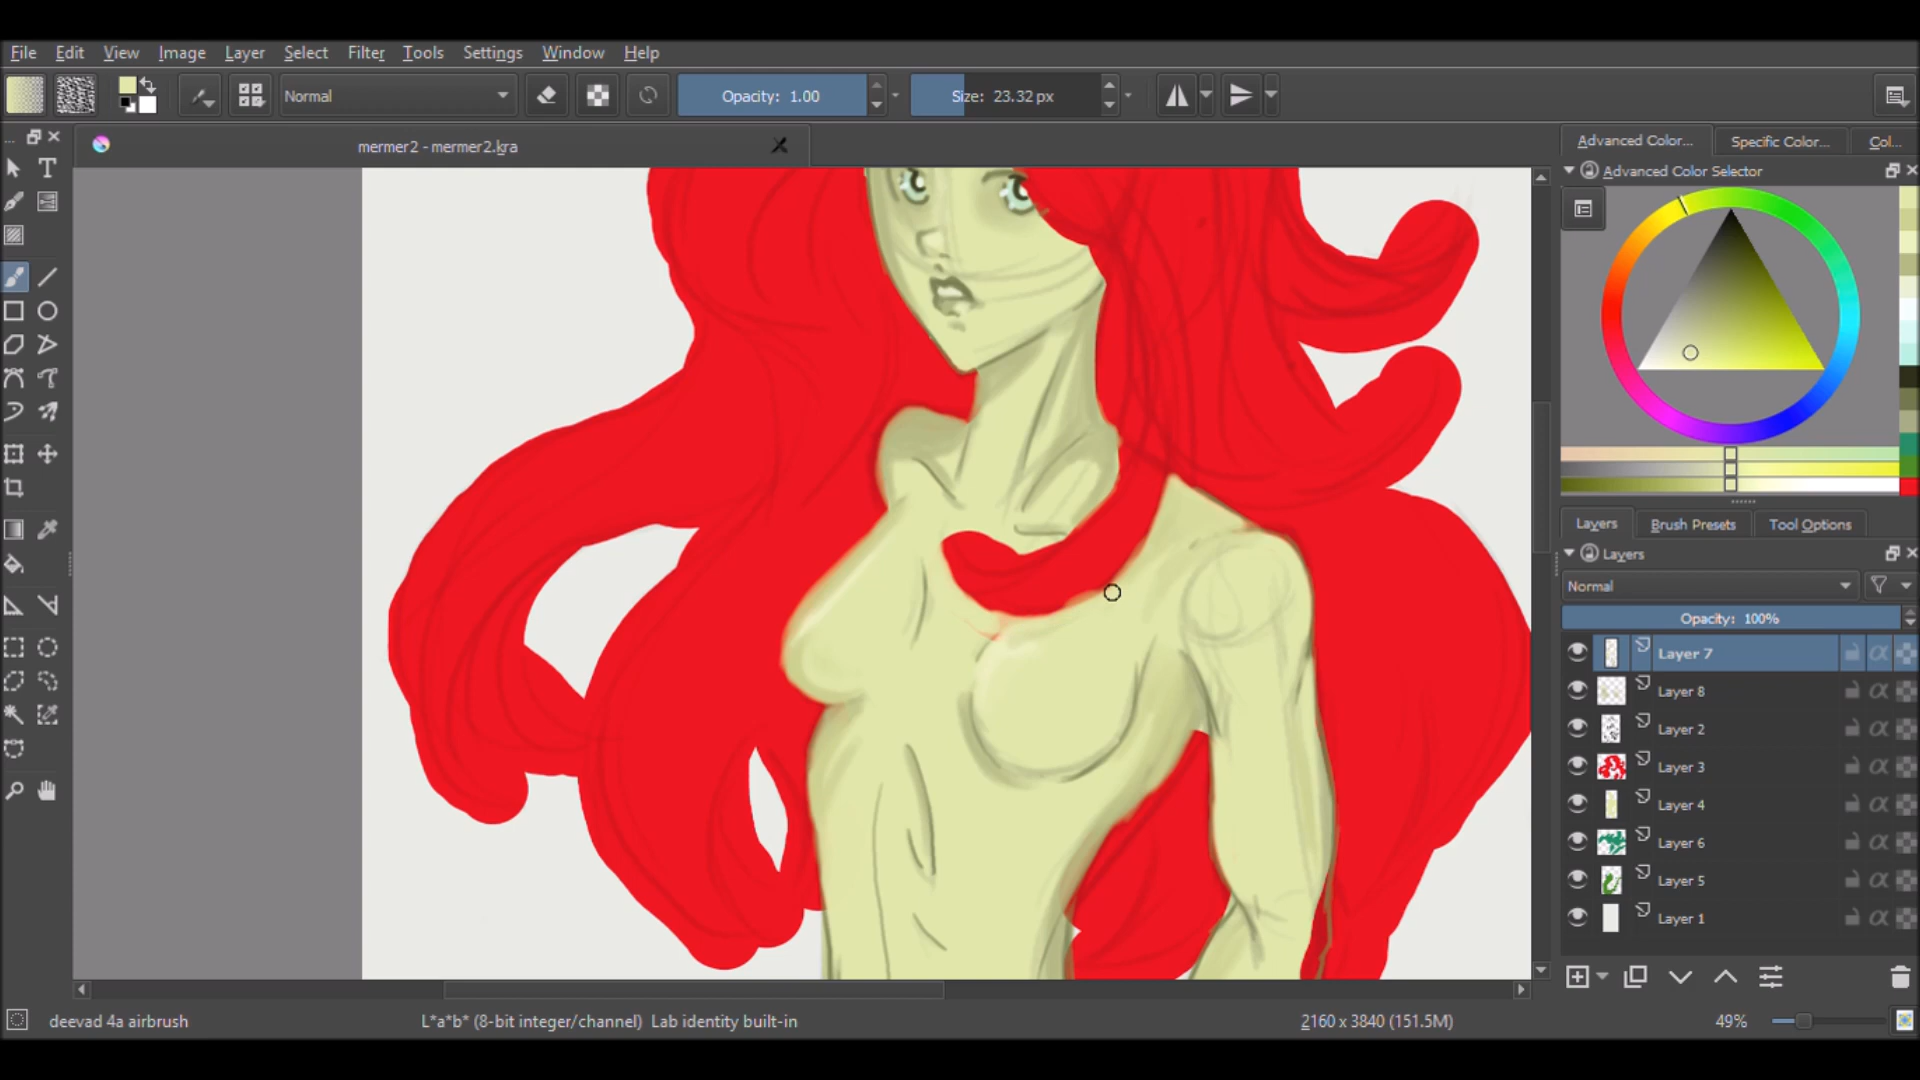 File Edit View Image Layer Select Filter Tools Settings Window Help
Normal Opacity: 1.00 Size: 23.32 px
mermer2 - mermer2.kra
Advanced Color... Specific Color... Col...
Advanced Color Selector
Layers Brush Presets Tool Options
Layers
Normal
Opacity: 100%
Layer 7
Layer 8
Layer 2
Layer 3
Layer 4
Layer 6
Layer 5
Layer 1
deevad 4a airbrush L*a*b* (8-bit integer/channel) Lab identity built-in 2160 x 3840 (151.5M) 49%